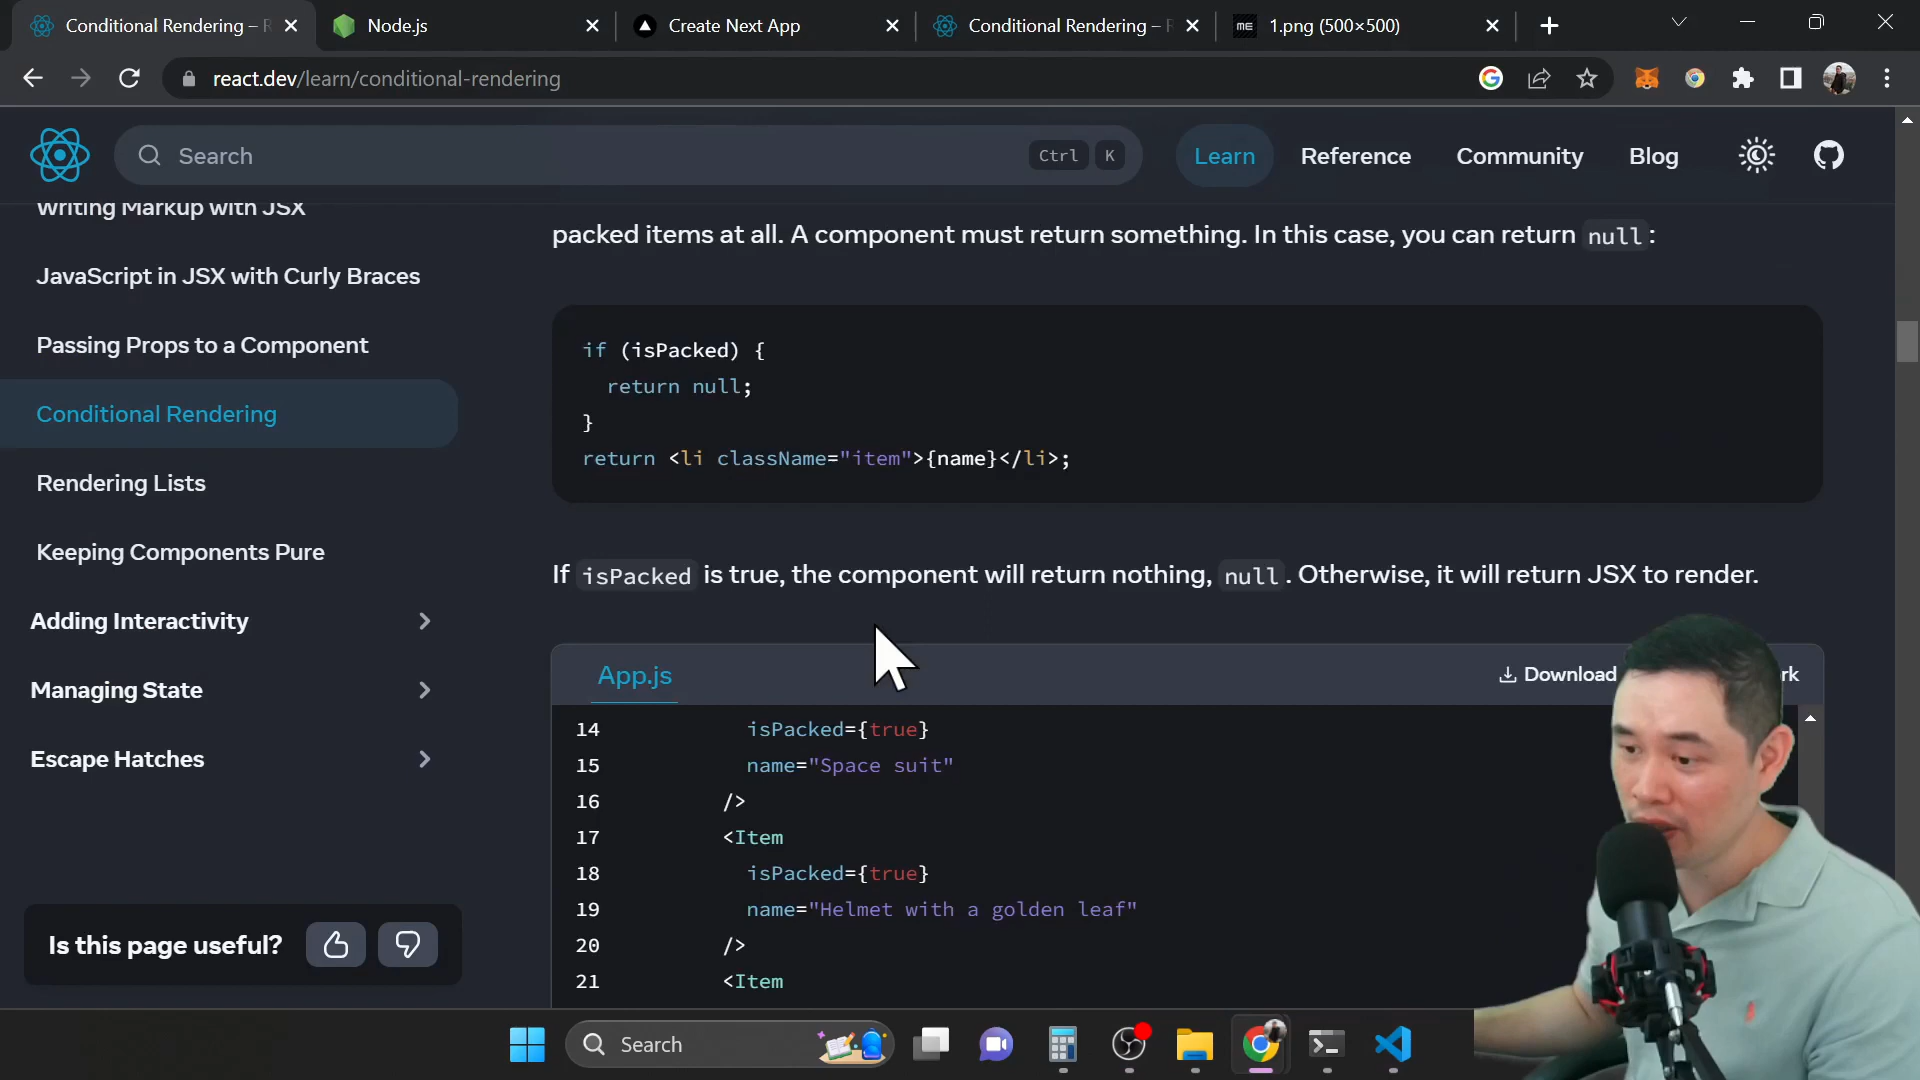 Conditional Rendering – R
Node.js
Create Next App
Conditional Rendering – R
ME
1.png (500×500)
react.dev/learn/conditional-rendering
Search
Ctrl K
Learn
Reference
Community
Blog
Writing Markup with JSX
JavaScript in JSX with Curly Braces
Passing Props to a Component
Conditional Rendering
Rendering Lists
Keeping Components Pure
Adding Interactivity
Managing State
Escape Hatches
Is this page useful?
packed items at all. A component must return something. In this case, you can return null:
if (isPacked) {
return null;
}
return <li className="item">{name}</li>;
If isPacked is true, the component will return nothing, null. Otherwise, it will return JSX to render.
App.js
Download
14 isPacked={true}
15 name="Space suit"
16 />
17 <Item
18 isPacked={true}
19 name="Helmet with a golden leaf"
20 />
21 <Item
Search